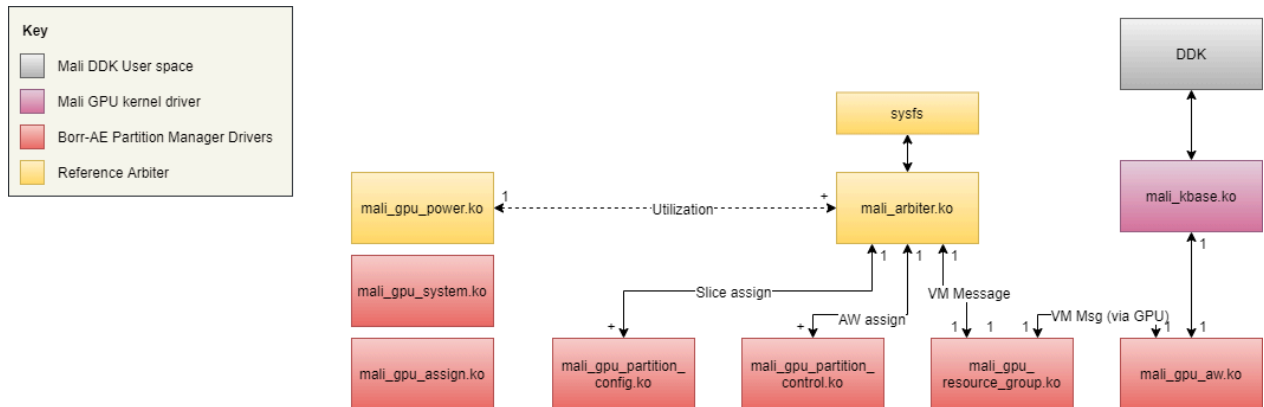 Key
Mali DDK User space
Mali GPU kernel driver
Borr-AE Partition Manager Drivers
Reference Arbiter
DDK
sysfs
mali_gpu_power.ko
1
Utilization
+
mali_arbiter.ko
mali_kbase.ko
1
1
1
1
mali_gpu_system.ko
Slice assign
VM Message
+
AW assign
+
1
1
1
VM Msg (via GPU)
1
1
mali_gpu_assign.ko
mali_gpu_partition_
config.ko
mali_gpu_partition_
control.ko
mali_gpu_
resource_group.ko
mali_gpu_aw.ko